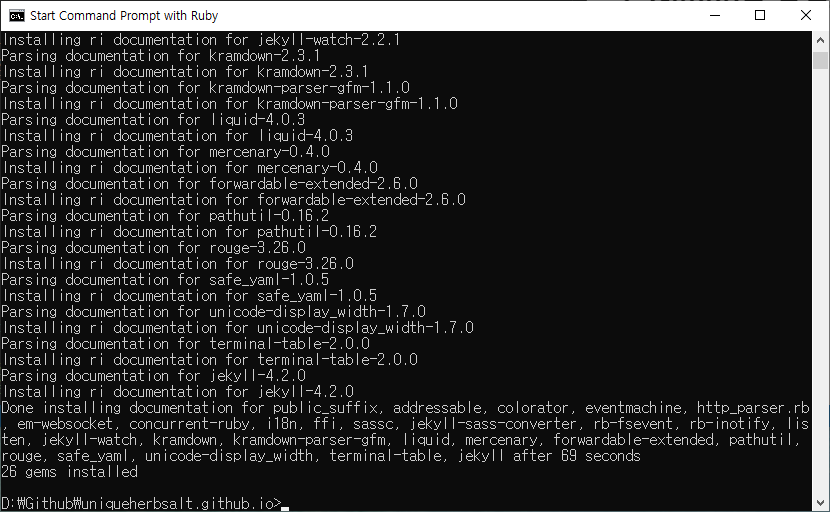 Start Command Prompt with Ruby
Installing ri documentation for jekyll-watch-2.2.1
Parsing documentation for kramdown-2.3.1
Installing ri documentation for kramdown-2.3.1
Parsing documentation for kramdown-parser-gfm-1.1.0
Installing ri documentation for kramdown-parser-gfm-1.1.0
Parsing documentation for liquid-4.0.3
Installing ri documentation for liquid-4.0.3
Parsing documentation for mercenary-0.4.0
Installing ri documentation for mercenary-0.4.0
Parsing documentation for forwardable-extended-2.6.0
Installing ri documentation for forwardable-extended-2.6.0
Parsing documentation for pathutil-0.16.2
Installing ri documentation for pathutil-0.16.2
Parsing documentation for rouge-3.26.0
Installing ri documentation for rouge-3.26.0
Parsing documentation for safe_yaml-1.0.5
Installing ri documentation for safe_yaml-1.0.5
Parsing documentation for unicode-display_width-1.7.0
Installing ri documentation for unicode-display_width-1.7.0
Parsing documentation for terminal-table-2.0.0
Installing ri documentation for terminal-table-2.0.0
Parsing documentation for jekyll-4.2.0
Installing ri documentation for jekyll-4.2.0
Done installing documentation for public_suffix, addressable, colorator, eventmachine, http_parser.rb,
em-websocket, concurrent-ruby, i18n, ffi, sassc, jekyll-sass-converter, rb-fsevent, rb-inotify, lis
ten, jekyll-watch, kramdown, kramdown-parser-gfm, liquid, mercenary, forwardable-extended, pathutil,
rouge, safe_yaml, unicode-display_width, terminal-table, jekyll after 69 seconds
26 gems installed
D:₩Github₩uniqueherbsalt.github.io>